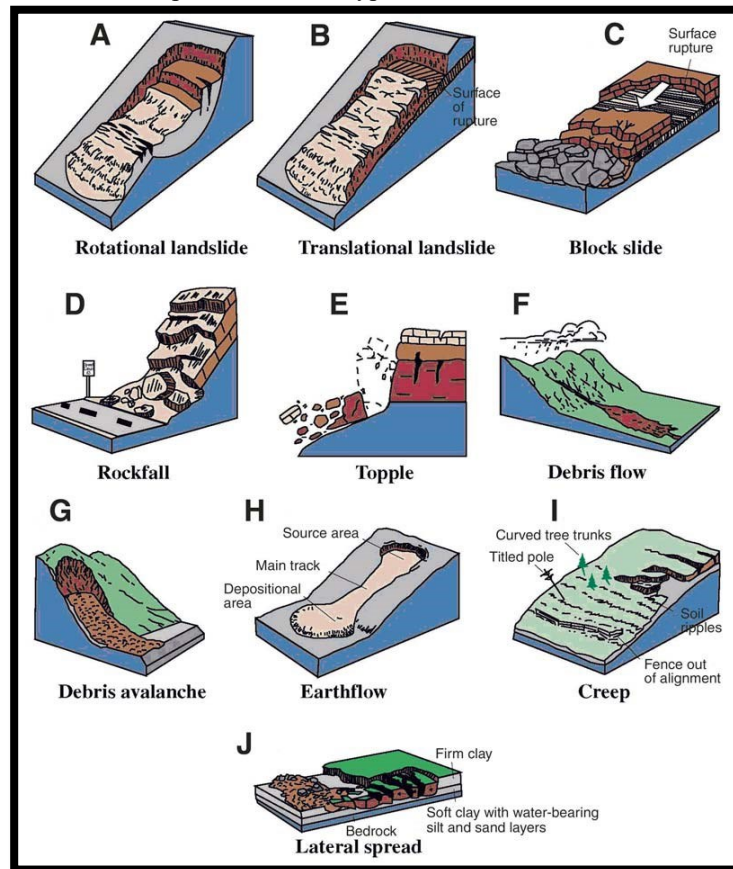 A
B
C
Surface
rupture
Surface
of
rupture
Rotational landslide
Translational landslide
Block slide
D
E
F
Rockfall
Topple
Debris flow
G
H
I
Source area
Main track
Depositional
area
Curved tree trunks
Titled pole
Soil
ripples
Fence out
of alignment
Debris avalanche
Earthflow
Creep
J
Firm clay
Soft clay with water-bearing
silt and sand layers
Bedrock
Lateral spread